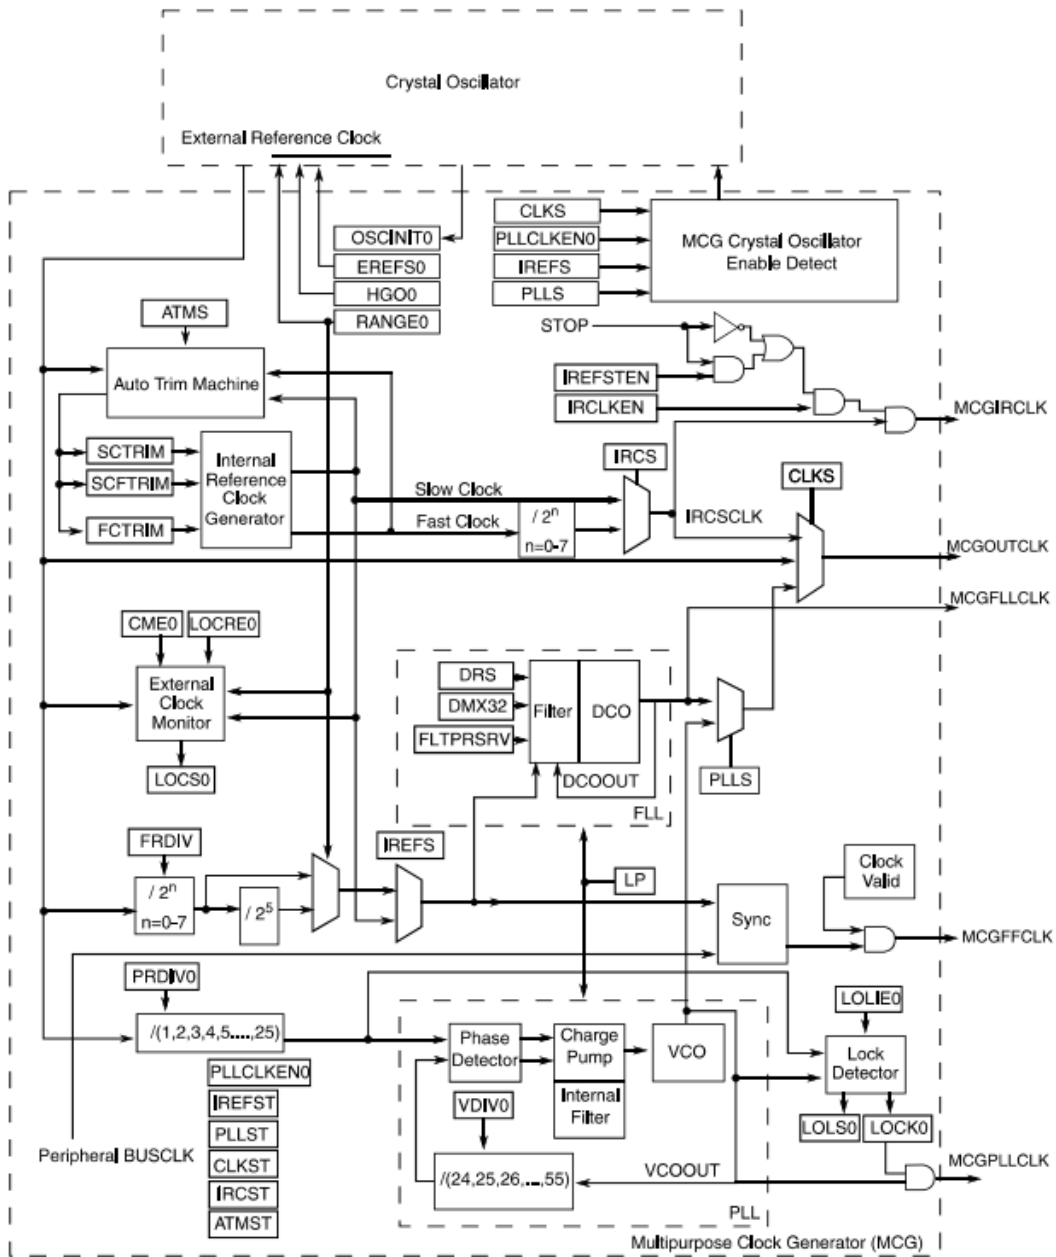 Crystal Oscillator
External Reference Clock
OSCINIT0
EREFS0
HGO0
RANGE0
CLKS
PLLCLKEN0
IREFS
PLLS
MCG Crystal Oscillator
Enable Detect
STOP
IREFSTEN
IRCLKEN
MCGIRCLK
ATMS
Auto Trim Machine
SCTRIM
SCFTRIM
FCTRIM
Internal
Reference
Clock
Generator
Slow Clock
Fast Clock
/ 2ⁿ
n=0-7
IRCS
IRCSCLK
CLKS
MCGOUTCLK
MCGFLLCLK
CME0
LOCRE0
External
Clock
Monitor
LOCS0
DRS
DMX32
FLTPRSRV
Filter
DCO
DCOOUT
FLL
PLLS
FRDIV
/ 2ⁿ
n=0-7
/ 2⁵
IREFS
LP
Sync
Clock
Valid
MCGFFCLK
PRDIV0
/(1,2,3,4,5....,25)
Phase
Detector
Charge
Pump
Internal
Filter
VCO
VDIV0
/(24,25,26,...,55)
VCOOUT
PLL
LOLIE0
Lock
Detector
LOLS0
LOCK0
MCGPLLCLK
PLLCLKEN0
IREFST
PLLST
CLKST
IRCST
ATMST
Peripheral BUSCLK
Multipurpose Clock Generator (MCG)